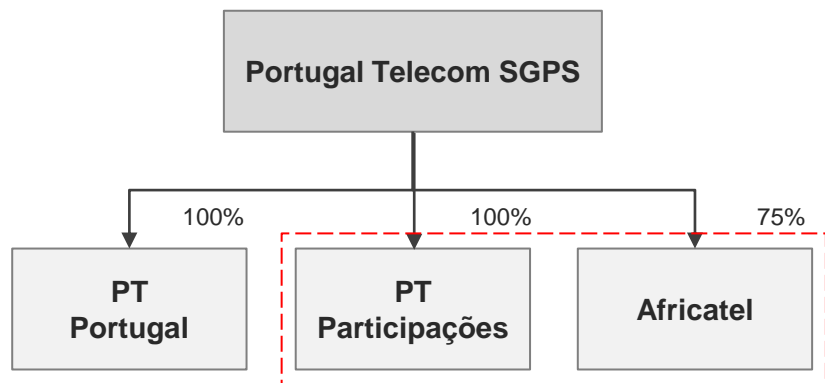 Portugal Telecom SGPS
100%
100%
75%
PT
Portugal
PT
Participações
Africatel